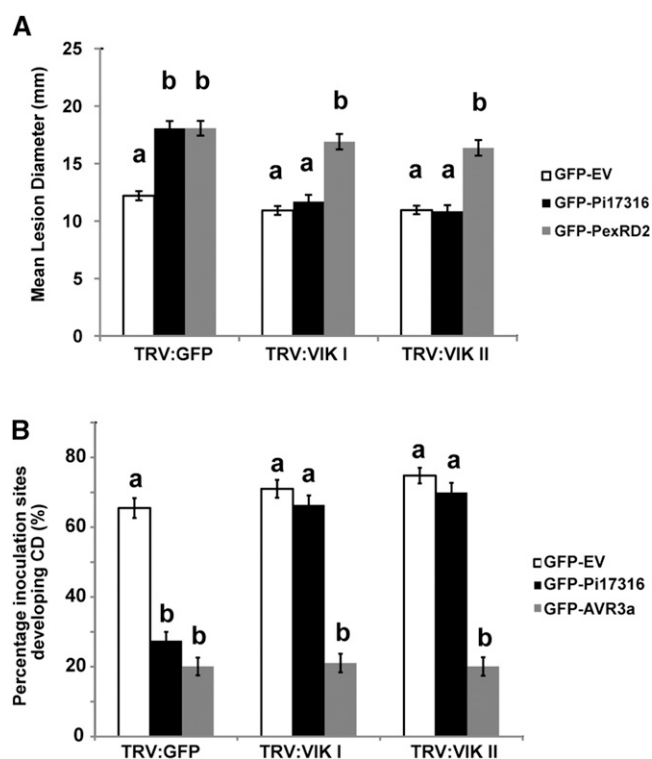 A
Mean Lesion Diameter (mm)
25
20
15
10
5
0
a
b
b
a
a
b
a
a
b
TRV:GFP
TRV:VIK I
TRV:VIK II
GFP-EV
GFP-Pi17316
GFP-PexRD2
B
Percentage inoculation sites
developing CD (%)
80
60
40
20
0
a
b
b
a
a
b
a
a
b
TRV:GFP
TRV:VIK I
TRV:VIK II
GFP-EV
GFP-Pi17316
GFP-AVR3a